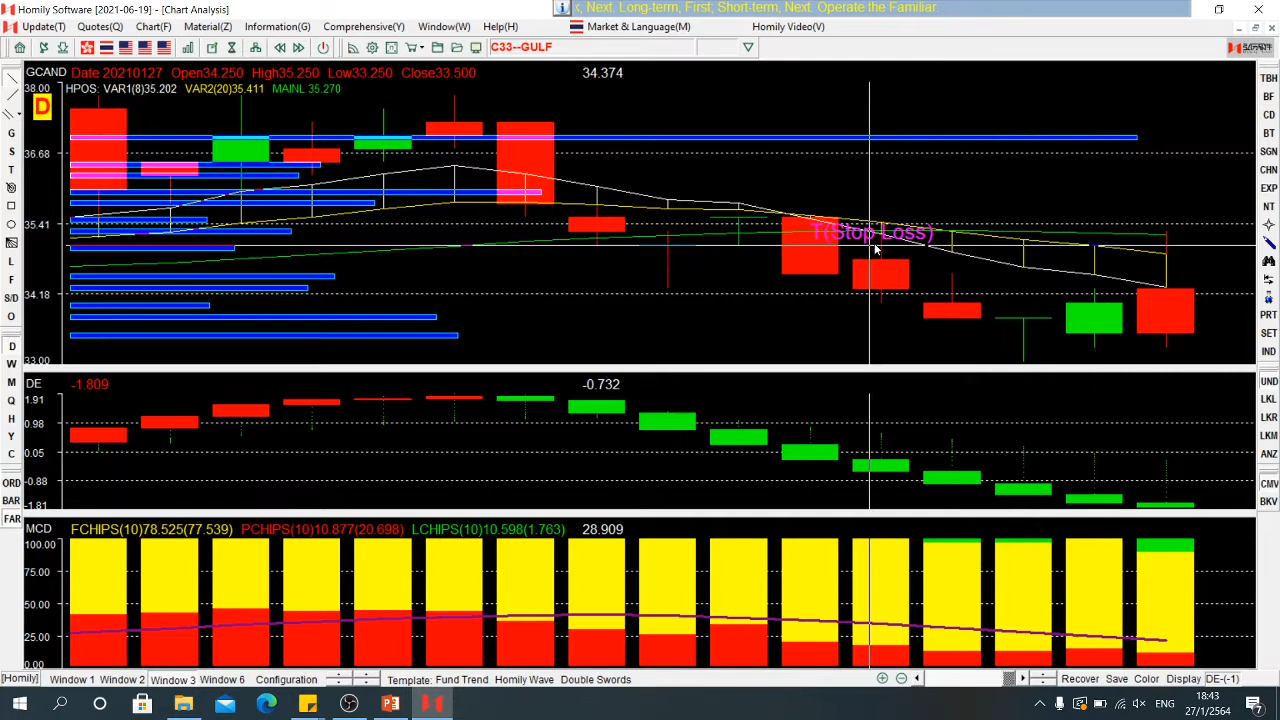 Homily Software [2021-06-19] - [Chart Analysis]
x, Next. Long-term, First; Short-term, Next. Operate the Familiar
Update(T) Quotes(Q) Chart(F) Material(Z) Information(G) Comprehensive(Y) Window(W) Help(H) Market & Language(M) Homily Video(V)
C33--GULF
GCAND Date 20210127 Open34.250 High35.250 Low33.250 Close33 500 34.374
38.00 HPOS: VAR1(8)35.202 VAR2(20)35.411 MAINL 35.270
D
36.68
35.41
T(Stop Loss)
34.18
33.00
DE -1.809 -0.732
1.91
0.98
0.05
-0.88
-1.81
MCD FCHIPS(10)78.525(77.539) PCHIPS(10)10.877(20.698) LCHIPS(10)10.598(1.763) 28.909
100.00
75.00
50.00
25.00
0.00
G
S
T
L
F
S/D
O
D
W
M
Q
H
Y
C
ORD
BAR
FAR
TBH
BF
CD
BT
SGN
CHN
EXP
NT
PRT
SET
IND
UND
LKL
LKR
LKM
ANZ
CMV
BKV
[Homily] Window 1 Window 2 Window 3 Window 6 Configuration Template: Fund Trend Homily Wave Double Swords Recover Save Color Display DE-(-1)
ENG
18:43
27/1/2564
7